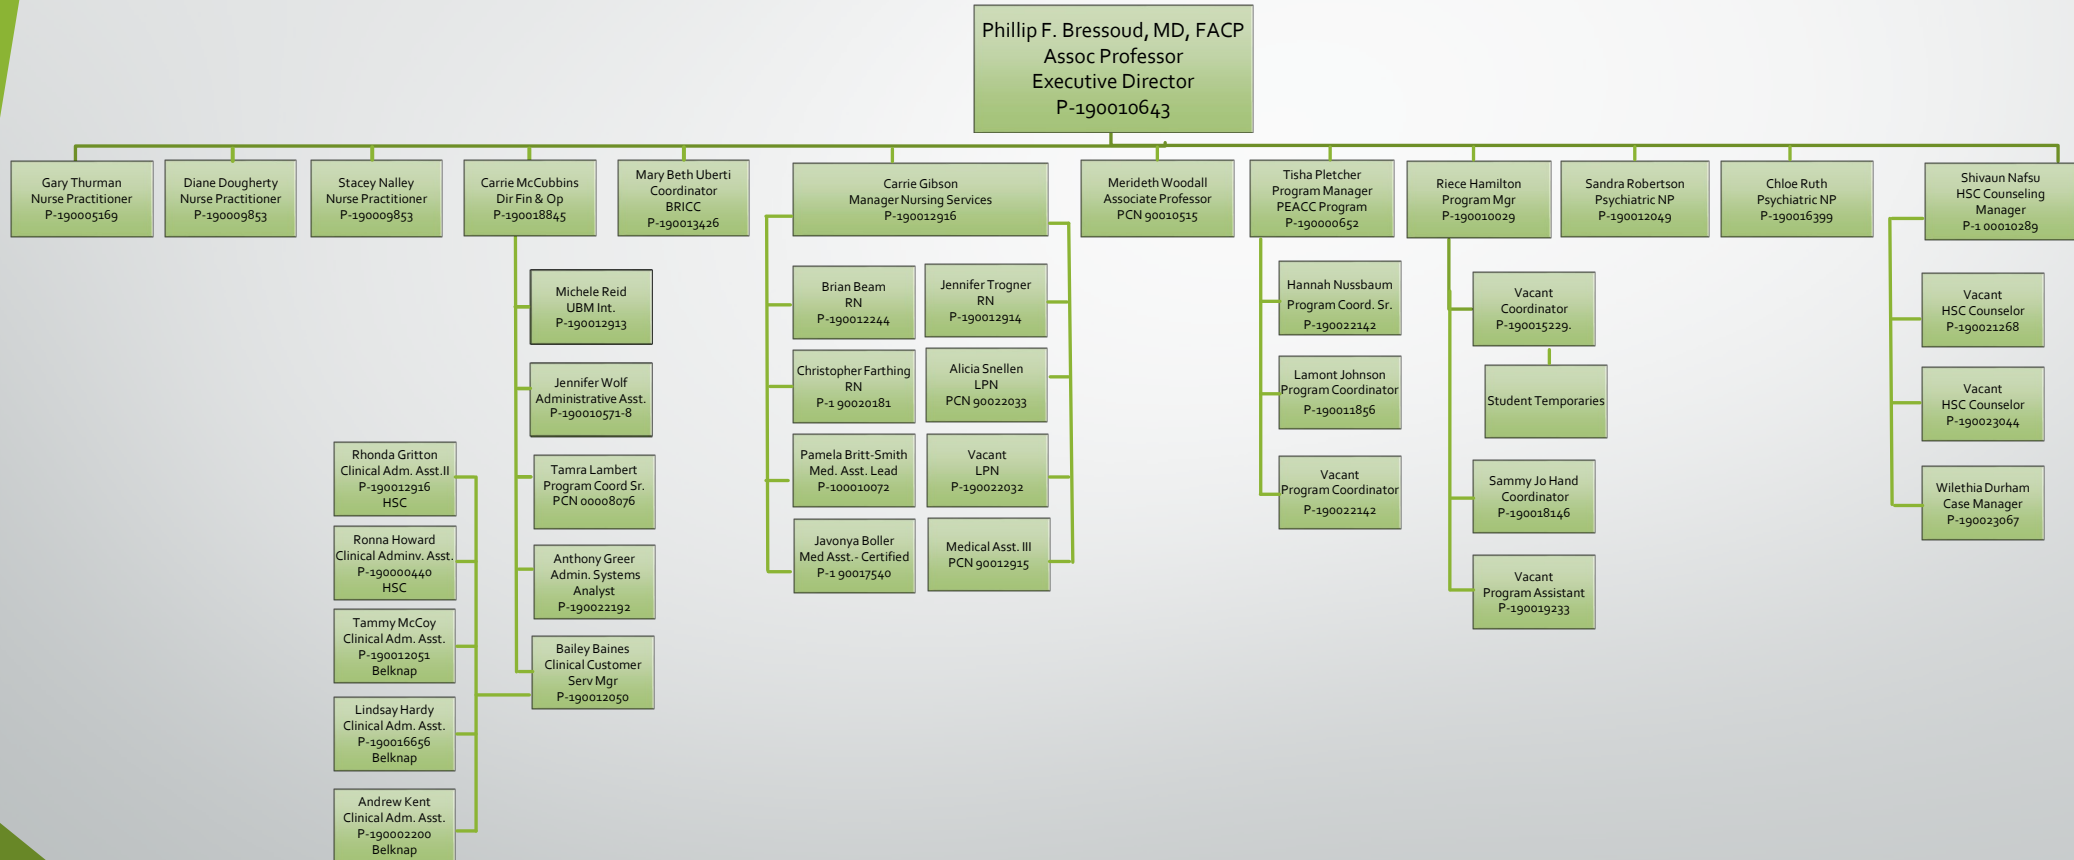 Phillip F. Bressoud, MD, FACP
Assoc Professor
Executive Director
P-190010643
Gary Thurman
Nurse Practitioner
P-190005169
Diane Dougherty
Nurse Practitioner
P-190009853
Stacey Nalley
Nurse Practitioner
P-190009853
Carrie McCubbins
Dir Fin & Op
P-190018845
Mary Beth Uberti
Coordinator
BRICC
P-190013426
Carrie Gibson
Manager Nursing Services
P-190012916
Merideth Woodall
Associate Professor
PCN 90010515
Tisha Pletcher
Program Manager
PEACC Program
P-190000652
Riece Hamilton
Program Mgr
P-190010029
Sandra Robertson
Psychiatric NP
P-190012049
Chloe Ruth
Psychiatric NP
P-190016399
Shivaun Nafsu
HSC Counseling
Manager
P-1 00010289
Michele Reid
UBM Int.
P-190012913
Jennifer Wolf
Administrative Asst.
P-190010571-8
Tamra Lambert
Program Coord Sr.
PCN 00008076
Anthony Greer
Admin. Systems
Analyst
P-190022192
Bailey Baines
Clinical Customer
Serv Mgr
P-190012050
Rhonda Gritton
Clinical Adm. Asst.II
P-190012916
HSC
Ronna Howard
Clinical Adminv. Asst.
P-190000440
HSC
Tammy McCoy
Clinical Adm. Asst.
P-190012051
Belknap
Lindsay Hardy
Clinical Adm. Asst.
P-190016656
Belknap
Andrew Kent
Clinical Adm. Asst.
P-190002200
Belknap
Brian Beam
RN
P-190012244
Jennifer Trogner
RN
P-190012914
Christopher Farthing
RN
P-1 90020181
Alicia Snellen
LPN
PCN 90022033
Pamela Britt-Smith
Med. Asst. Lead
P-100010072
Vacant
LPN
P-190022032
Javonya Boller
Med Asst.- Certified
P-1 90017540
Medical Asst. III
PCN 90012915
Hannah Nussbaum
Program Coord. Sr.
P-190022142
Lamont Johnson
Program Coordinator
P-190011856
Vacant
Program Coordinator
P-190022142
Vacant
Coordinator
P-190015229.
Student Temporaries
Sammy Jo Hand
Coordinator
P-190018146
Vacant
Program Assistant
P-190019233
Vacant
HSC Counselor
P-190021268
Vacant
HSC Counselor
P-190023044
Wilethia Durham
Case Manager
P-190023067